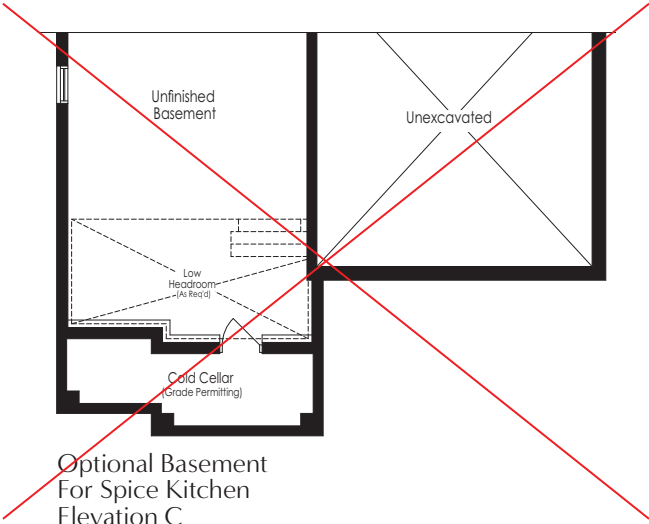 Unfinished
Basement
Unexcavated
Low
Headroom
(As Req'd)
Cold Cellar
(Grade Permitting)
Optional Basement
For Spice Kitchen
Elevation C